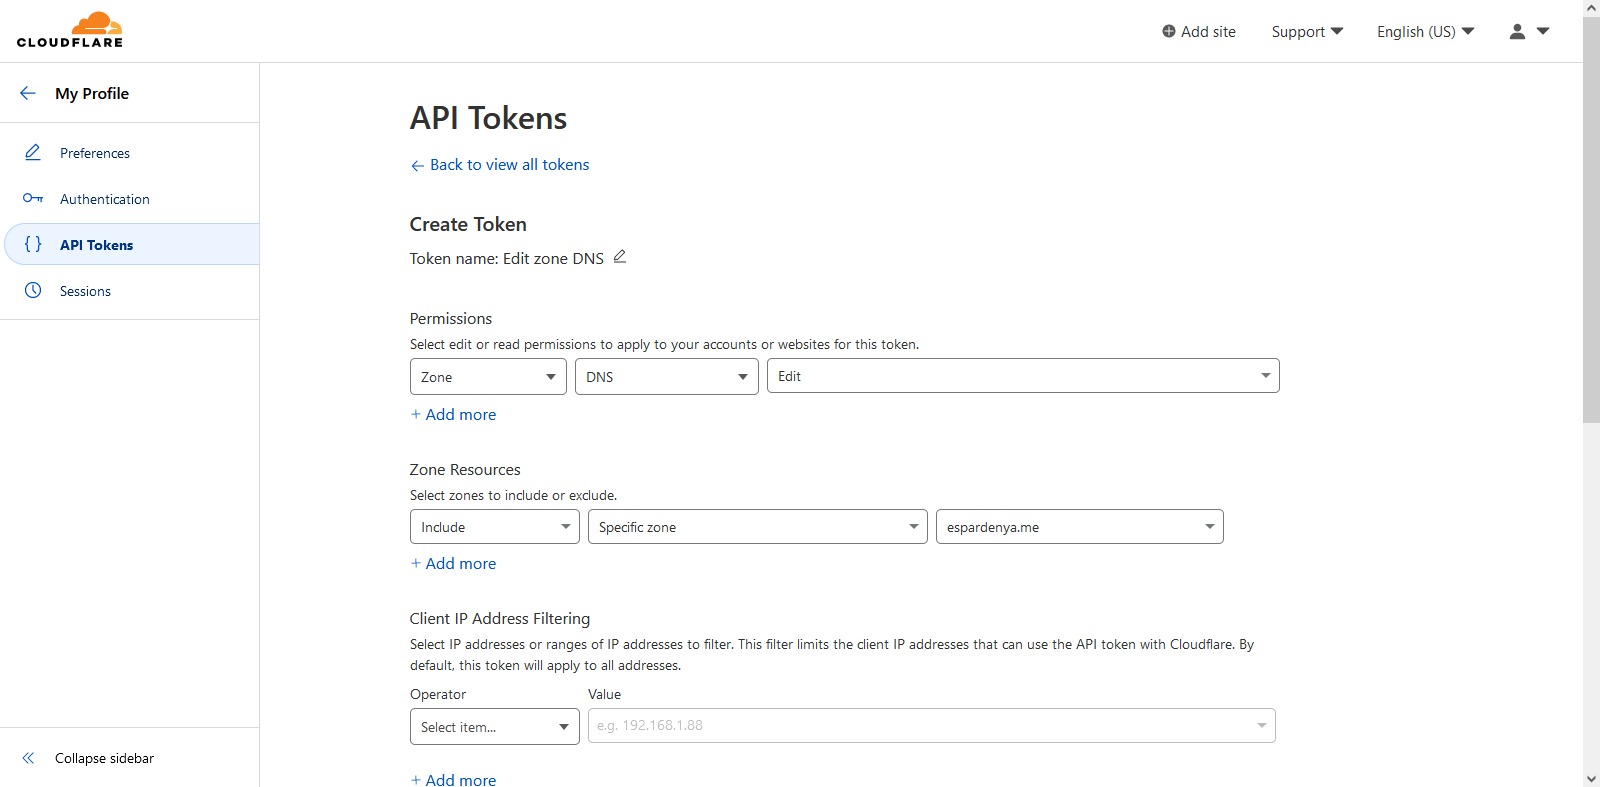 CLOUDFLARE
Add site
Support
English (US)
My Profile
Preferences
Authentication
{ } API Tokens
Sessions
Collapse sidebar
API Tokens
Back to view all tokens
Create Token
Token name: Edit zone DNS
Permissions
Select edit or read permissions to apply to your accounts or websites for this token.
Zone DNS Edit
+ Add more
Zone Resources
Select zones to include or exclude.
Include Specific zone espardenya.me
+ Add more
Client IP Address Filtering
Select IP addresses or ranges of IP addresses to filter. This filter limits the client IP addresses that can use the API token with Cloudflare. By
default, this token will apply to all addresses.
Operator Value
Select item... e.g. 192.168.1.88
+ Add more